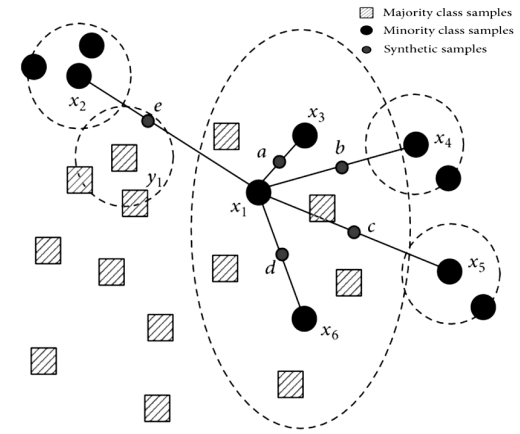 Majority class samples
Minority class samples
Synthetic samples
x2
e
x3
a
b
x4
y1
x1
c
d
x5
x6